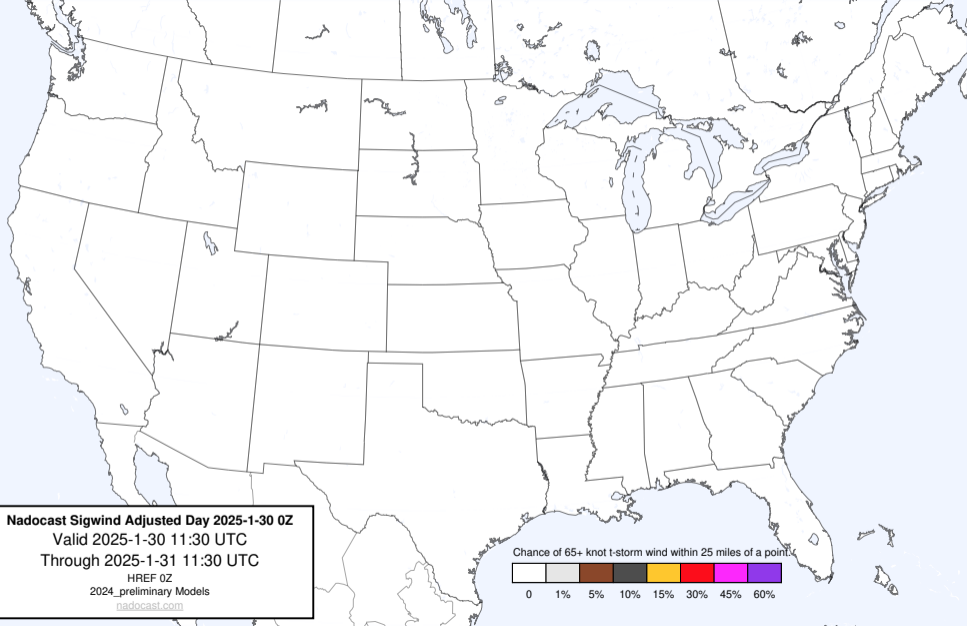 Nadocast Sigwind Adjusted Day 2025-1-30 0Z
Valid 2025-1-30 11:30 UTC
Through 2025-1-31 11:30 UTC
HREF 0Z
2024_preliminary Models
nadocast.com
Chance of 65+ knot t-storm wind within 25 miles of a point.
0 1% 5% 10% 15% 30% 45% 60%